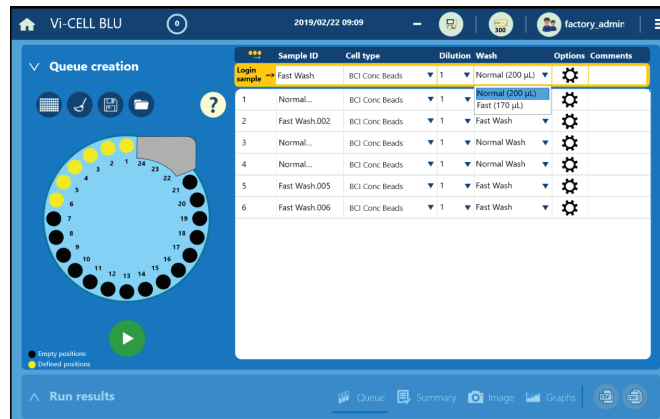 Vi-CELL BLU
0
2019/02/22 09:09
300
factory_admin
Queue creation
?
Sample ID Cell type Dilution Wash Options Comments
Login sample Fast Wash BCI Conc Beads 1 Normal (200 µL)
Normal (200 µL)
Fast (170 µL)
1 Normal... BCI Conc Beads 1
2 Fast Wash.002 BCI Conc Beads 1 Fast Wash
3 Normal... BCI Conc Beads 1 Normal Wash
4 Normal... BCI Conc Beads 1 Normal Wash
5 Fast Wash.005 BCI Conc Beads 1 Fast Wash
6 Fast Wash.006 BCI Conc Beads 1 Fast Wash
1
2
3
4
5
6
7
8
9
10
11
12
13
14
15
16
17
18
19
20
21
22
23
24
Empty positions
Defined positions
Run results
Queue
Summary
Image
Graphs
CSV
CSV